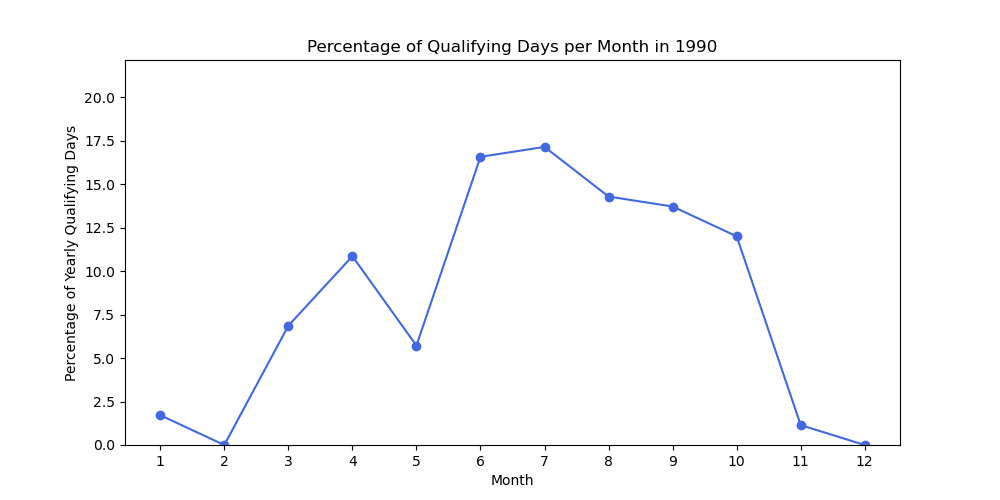 Percentage of Qualifying Days per Month in 1990
Percentage of Yearly Qualifying Days
20.0
17.5
15.0
12.5
10.0
7.5
5.0
2.5
0.0
1 2 3 4 5 6 7 8 9 10 11 12
Month